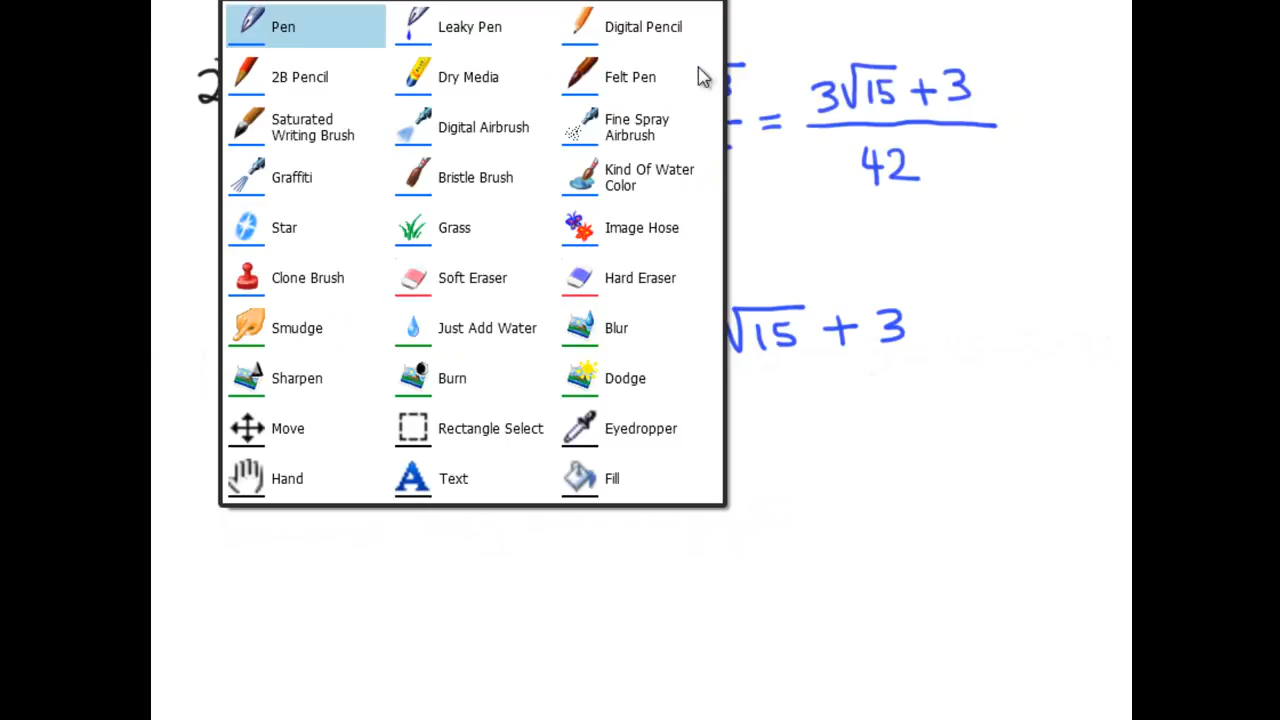 Pen Leaky Pen Digital Pencil
2
2B Pencil Dry Media Felt Pen = 3√15 + 3
Saturated Writing Brush Digital Airbrush Fine Spray Airbrush 42
Graffiti Bristle Brush Kind Of Water Color
Star Grass Image Hose
Clone Brush Soft Eraser Hard Eraser
Smudge Just Add Water Blur √15 + 3
Sharpen Burn Dodge
Move Rectangle Select Eyedropper
Hand Text Fill